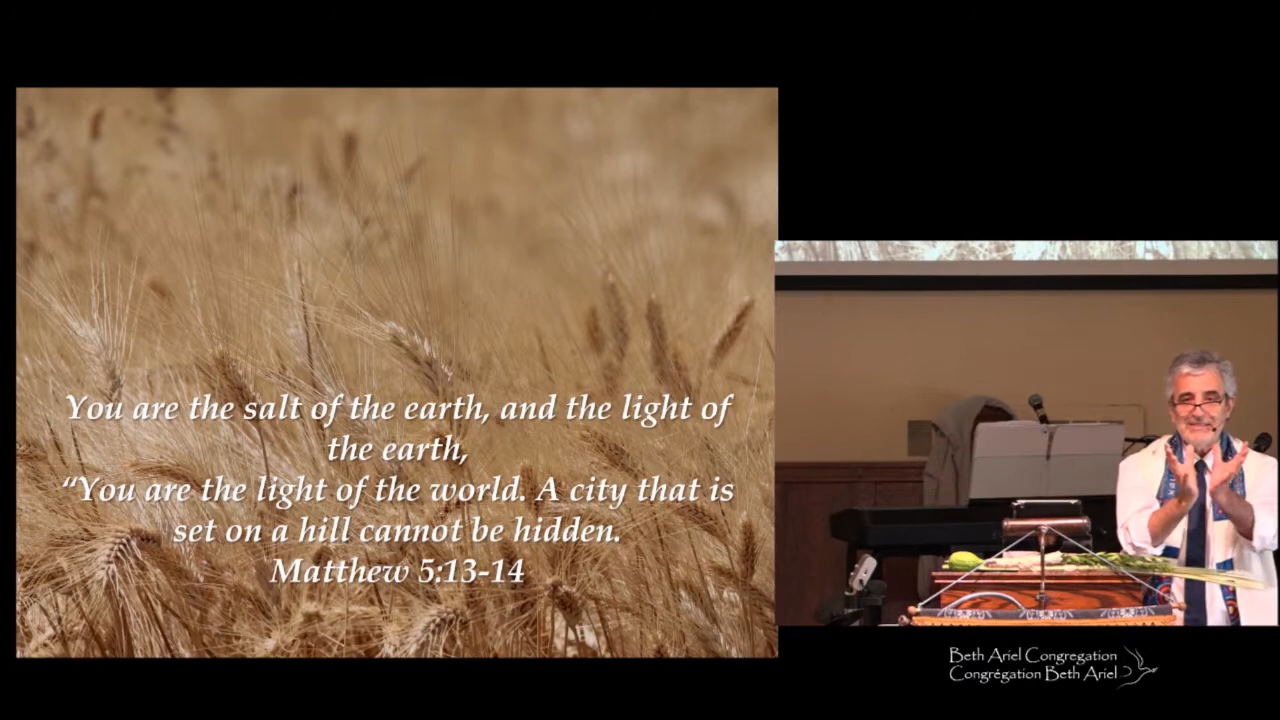 You are the salt of the earth, and the light of
the earth,
“You are the light of the world. A city that is
set on a hill cannot be hidden.
Matthew 5:13-14
Beth Ariel Congregation
Congrégation Beth Ariel